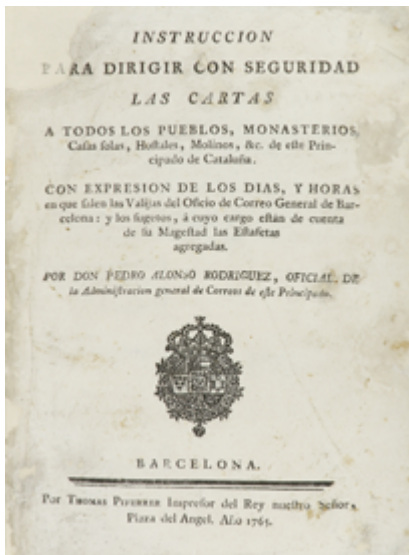 INSTRUCCION
PARA DIRIGIR CON SEGURIDAD
LAS CARTAS
A TODOS LOS PUEBLOS, MONASTERIOS,
Casas solas, Hostales, Molinos, &c. de este Prin-
cipado de Cataluña.
CON EXPRESION DE LOS DIAS, Y HORAS
en que salen las Valijas del Oficio de Correo General de Bar-
celona: y los sugetos, á cuyo cargo están de cuenta
de su Magestad las Estafetas
agregadas.
POR DON PEDRO ALONSO RODRIGUEZ, OFICIAL DE
la Administracion general de Correos de este Principado.
BARCELONA.
Por THOMAS PIFERRER Impresor del Rey nuestro Señor,
Plaza del Angel. Año 1765.